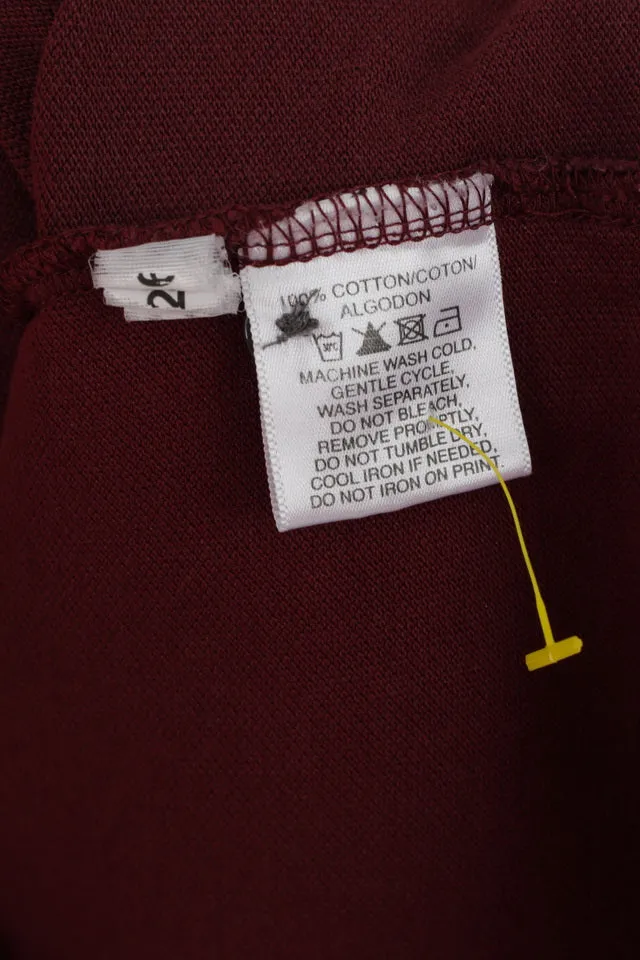 100% COTTON/COTON/
ALGODON
MACHINE WASH COLD,
GENTLE CYCLE,
WASH SEPARATELY,
DO NOT BLEACH,
REMOVE PROMPTLY,
DO NOT TUMBLE DRY,
COOL IRON IF NEEDED,
DO NOT IRON ON PRINT